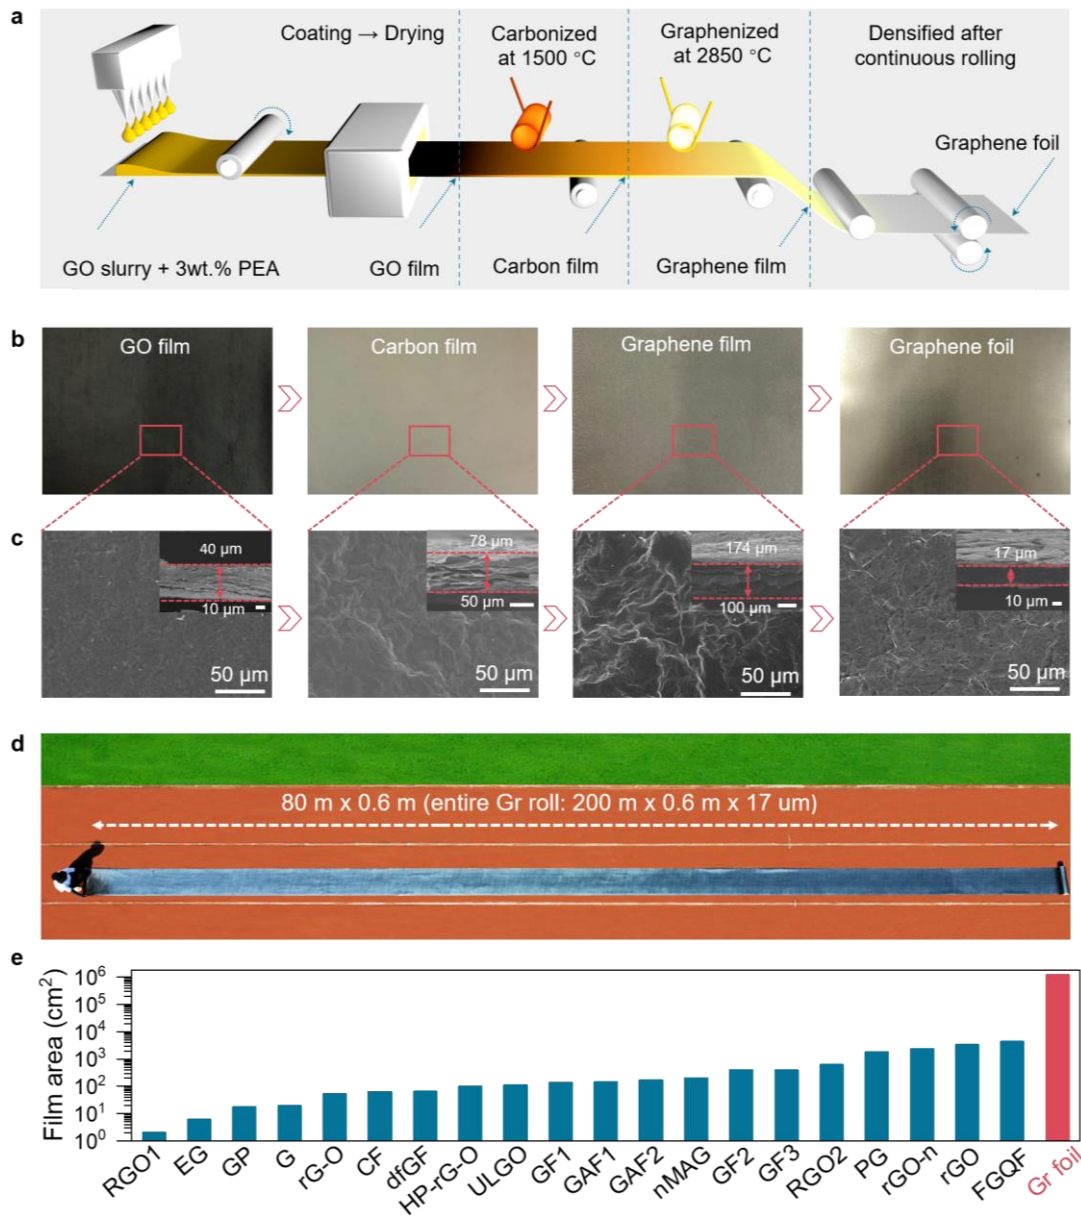 a
Coating → Drying
Carbonized
at 1500 °C
Graphenized
at 2850 °C
Densified after
continuous rolling
Graphene foil
GO slurry + 3wt.% PEA
GO film
Carbon film
Graphene film
b
GO film
Carbon film
Graphene film
Graphene foil
c
40 µm
10 µm
50 µm
78 µm
50 µm
50 µm
174 µm
100 µm
50 µm
17 µm
10 µm
50 µm
d
80 m x 0.6 m (entire Gr roll: 200 m x 0.6 m x 17 um)
e
Film area (cm²)
10⁶
10⁵
10⁴
10³
10²
10¹
10⁰
RGO1
EG
GP
G
rG-O
CF
dfGF
HP-rG-O
ULGO
GF1
GAF1
GAF2
nMAG
GF2
GF3
RGO2
PG
rGO-n
rGO
FGQF
Gr foil